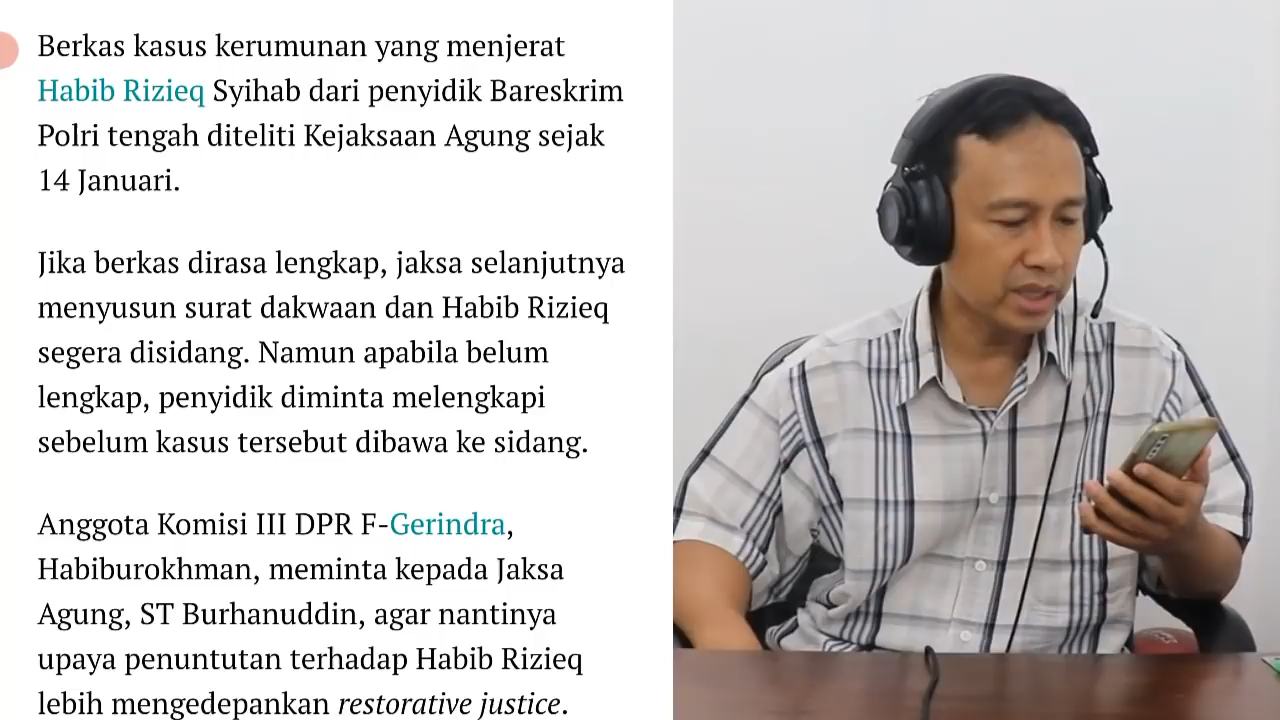 Berkas kasus kerumunan yang menjerat
Habib Rizieq Syihab dari penyidik Bareskrim
Polri tengah diteliti Kejaksaan Agung sejak
14 Januari.
Jika berkas dirasa lengkap, jaksa selanjutnya
menyusun surat dakwaan dan Habib Rizieq
segera disidang. Namun apabila belum
lengkap, penyidik diminta melengkapi
sebelum kasus tersebut dibawa ke sidang.
Anggota Komisi III DPR F-Gerindra,
Habiburokhman, meminta kepada Jaksa
Agung, ST Burhanuddin, agar nantinya
upaya penuntutan terhadap Habib Rizieq
lebih mengedepankan restorative justice.